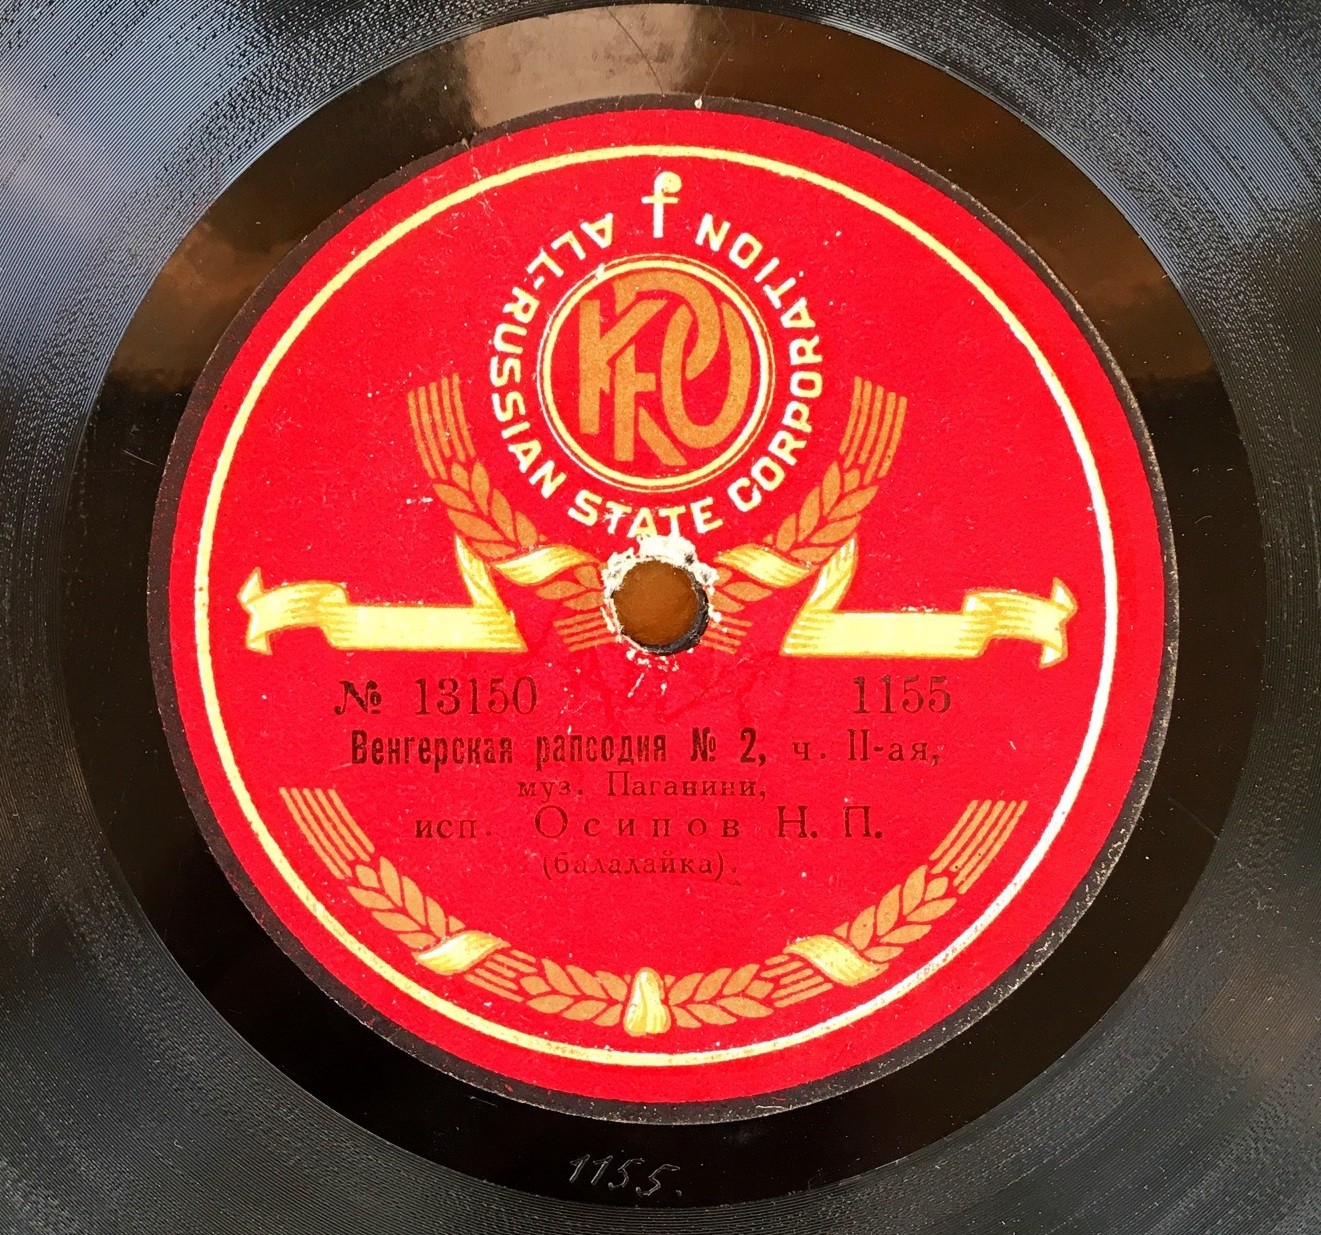 ALL-RUSSIAN STATE CORPORATION
№ 13150 1155
Венгерская рапсодия № 2, ч. II-ая,
муз. Паганини,
исп. Осипов Н. П.
(балалайка).
1155.